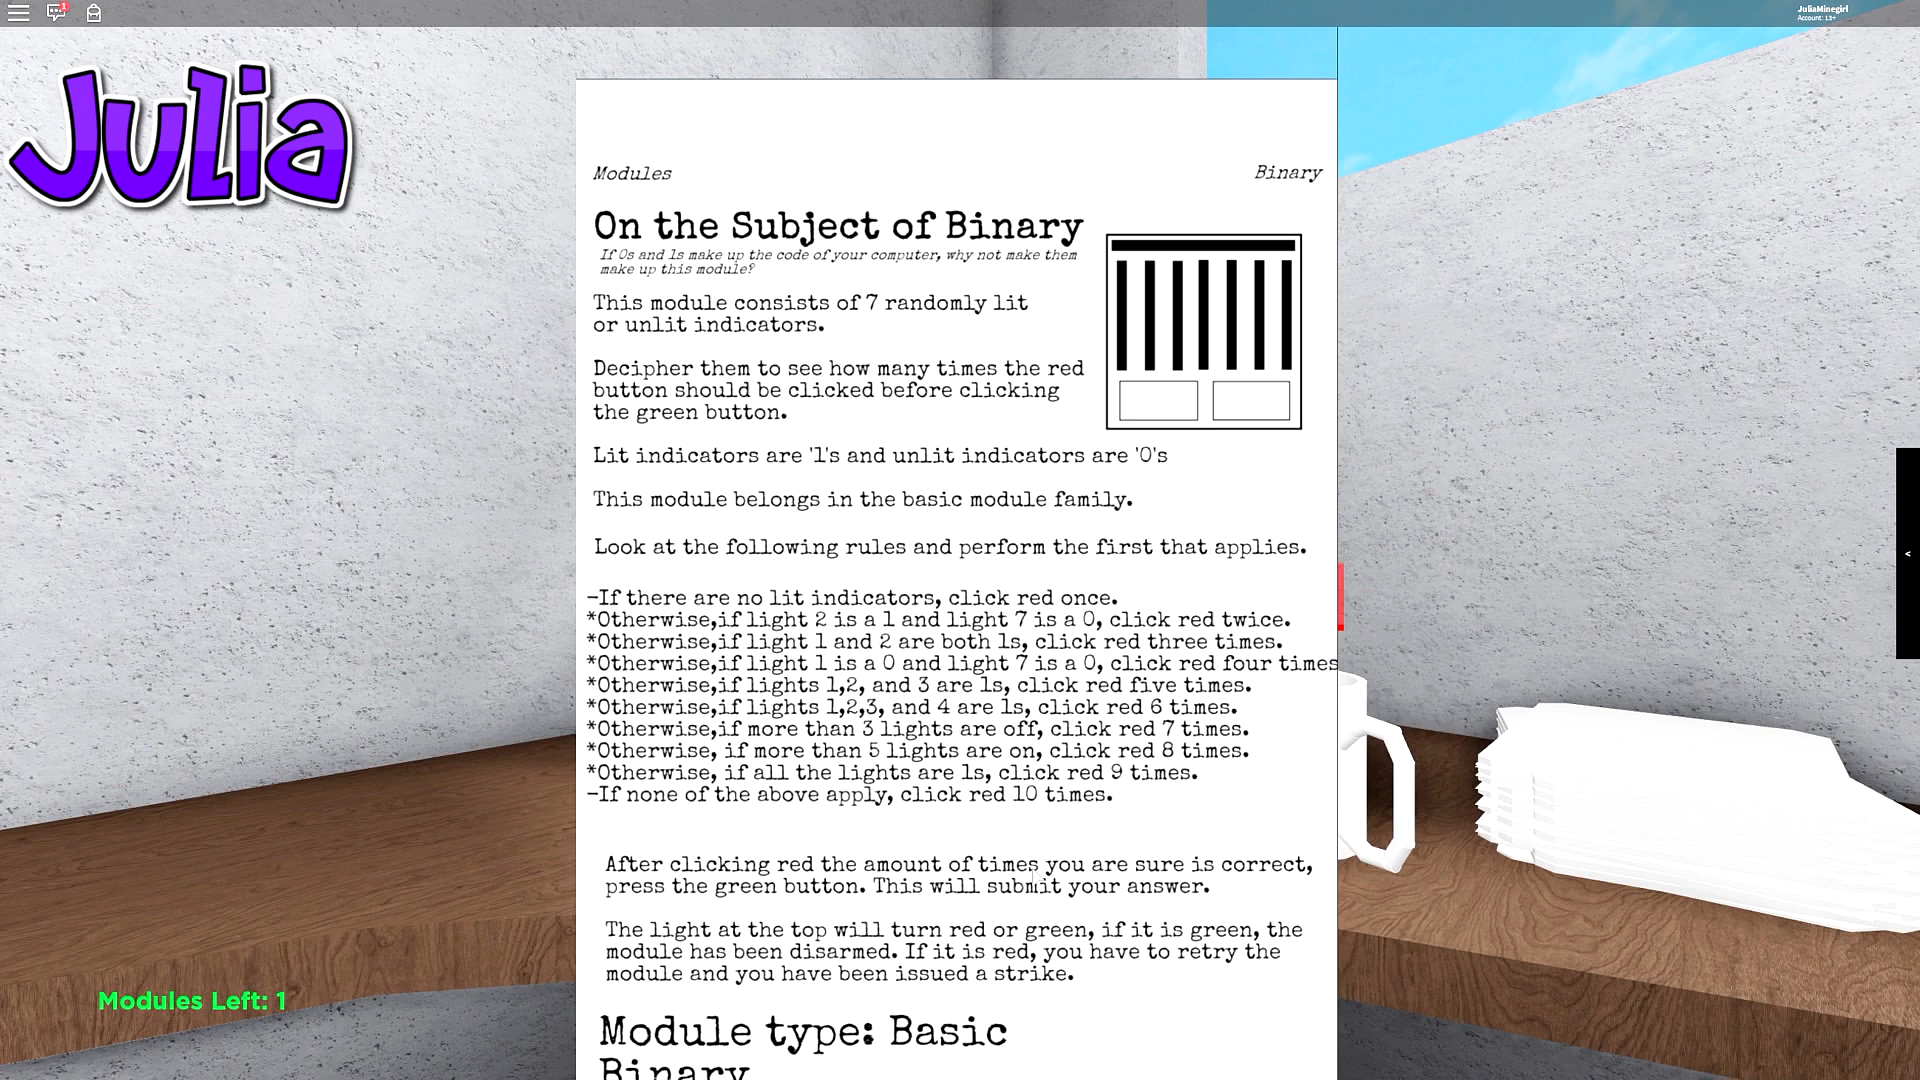 1
JuliaMinegirl
Account: 13+
Julia
Modules
Binary
On the Subject of Binary
If 0s and 1s make up the code of your computer, why not make them
make up this module?
This module consists of 7 randomly lit
or unlit indicators.
Decipher them to see how many times the red
button should be clicked before clicking
the green button.
Lit indicators are '1's and unlit indicators are '0's
This module belongs in the basic module family.
Look at the following rules and perform the first that applies.
-If there are no lit indicators, click red once.
*Otherwise,if light 2 is a 1 and light 7 is a 0, click red twice.
*Otherwise,if light 1 and 2 are both 1s, click red three times.
*Otherwise,if light 1 is a 0 and light 7 is a 0, click red four times
*Otherwise,if lights 1,2, and 3 are 1s, click red five times.
*Otherwise,if lights 1,2,3, and 4 are 1s, click red 6 times.
*Otherwise,if more than 3 lights are off, click red 7 times.
*Otherwise, if more than 5 lights are on, click red 8 times.
*Otherwise, if all the lights are 1s, click red 9 times.
-If none of the above apply, click red 10 times.
<
After clicking red the amount of times you are sure is correct,
press the green button. This will submit your answer.
The light at the top will turn red or green, if it is green, the
module has been disarmed. If it is red, you have to retry the
module and you have been issued a strike.
Modules Left: 1
Module type: Basic
Binary